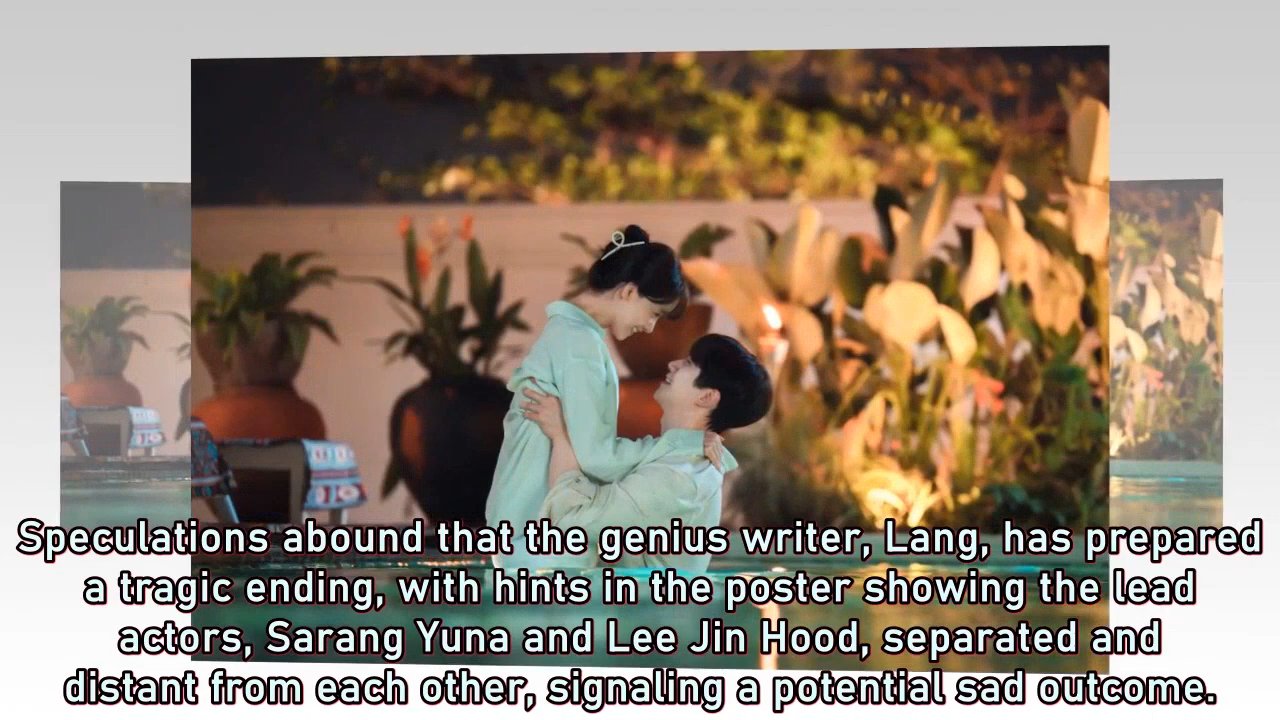 Speculations abound that the genius writer, Lang, has prepared
a tragic ending, with hints in the poster showing the lead
actors, Sarang Yuna and Lee Jin Hood, separated and
distant from each other, signaling a potential sad outcome.